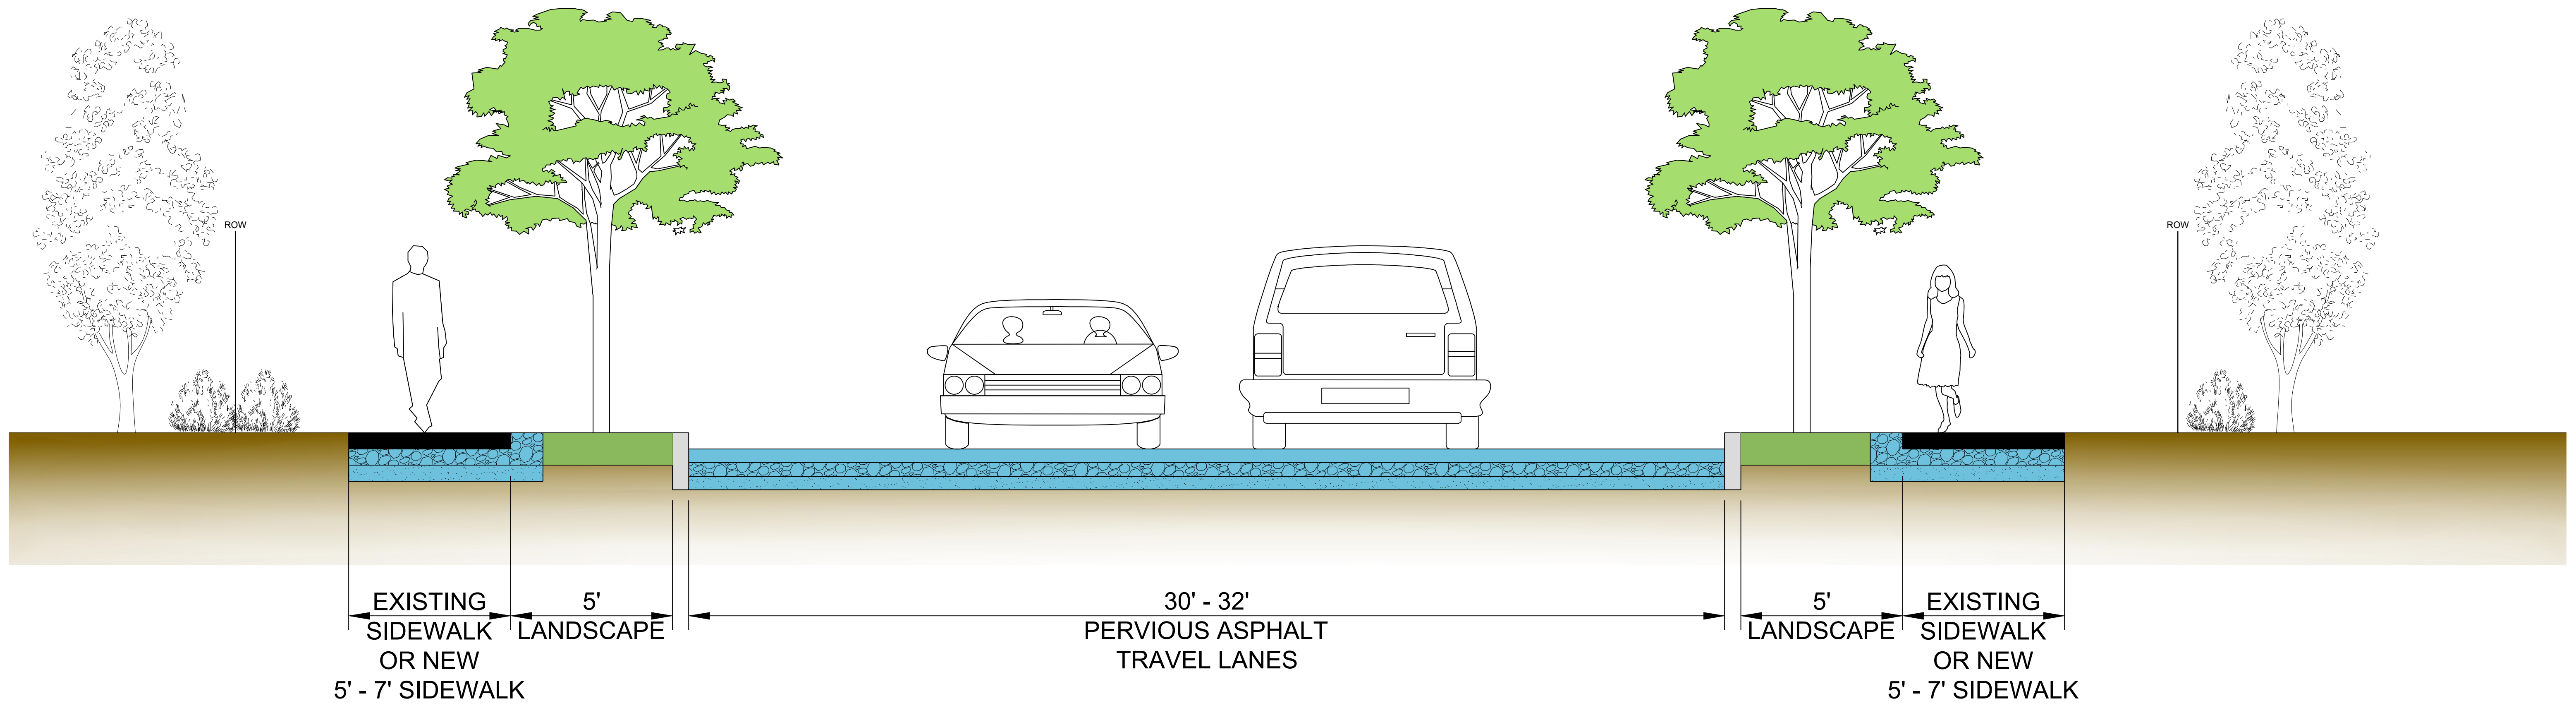 ROW
ROW
EXISTING
SIDEWALK
OR NEW
5' - 7' SIDEWALK
5'
LANDSCAPE
30' - 32'
PERVIOUS ASPHALT
TRAVEL LANES
5'
LANDSCAPE
EXISTING
SIDEWALK
OR NEW
5' - 7' SIDEWALK